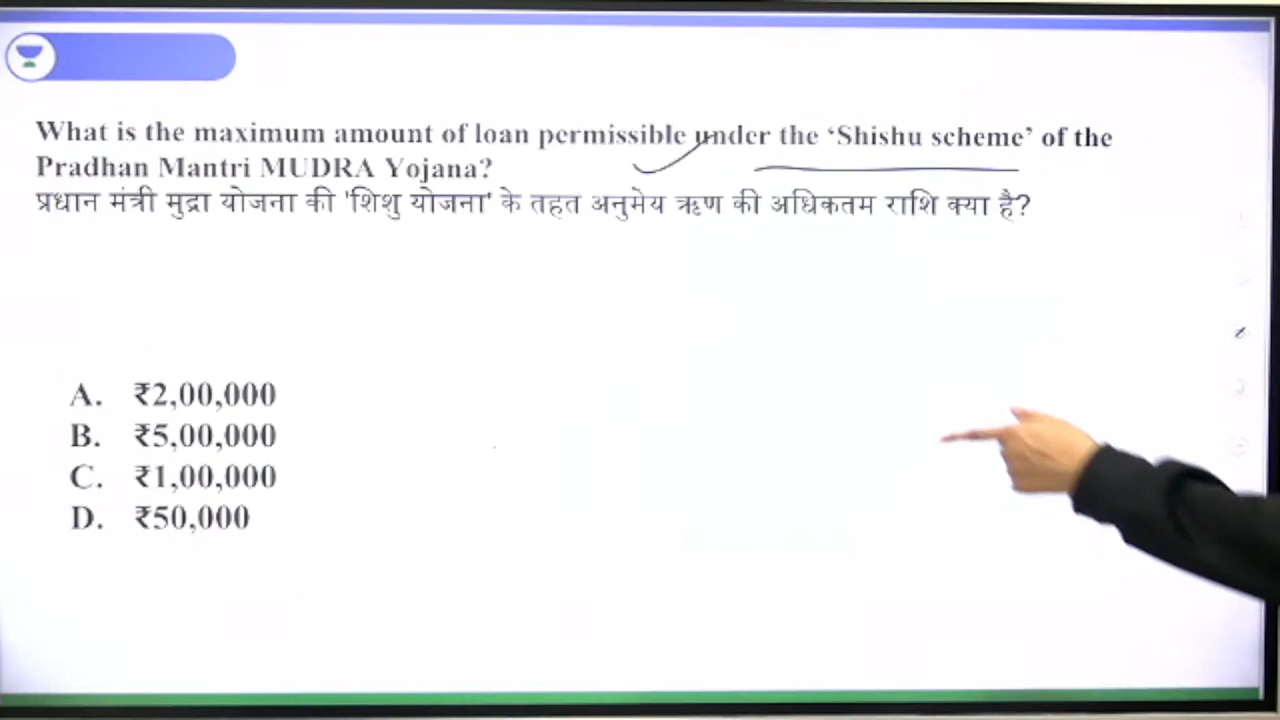 What is the maximum amount of loan permissible under the ‘Shishu scheme’ of the
Pradhan Mantri MUDRA Yojana?
प्रधान मंत्री मुद्रा योजना की 'शिशु योजना' के तहत अनुमेय ऋण की अधिकतम राशि क्या है?
A. ₹2,00,000
B. ₹5,00,000
C. ₹1,00,000
D. ₹50,000